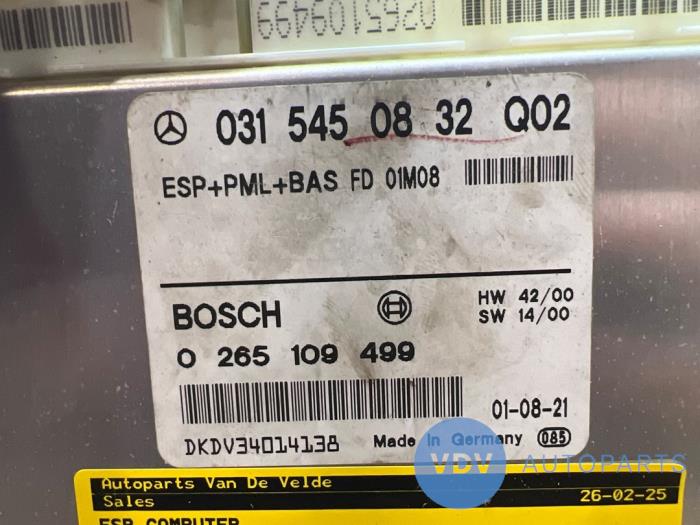 0265109499
031 545 08 32 Q02
ESP+PML+BAS FD 01M08
BOSCH
HW 42/00
SW 14/00
0 265 109 499
01-08-21
DKDV34014138 Made In Germany 085
VDV AUTOPARTS
Autoparts Van De Velde
Sales 26-02-25
ESP COMPUTER